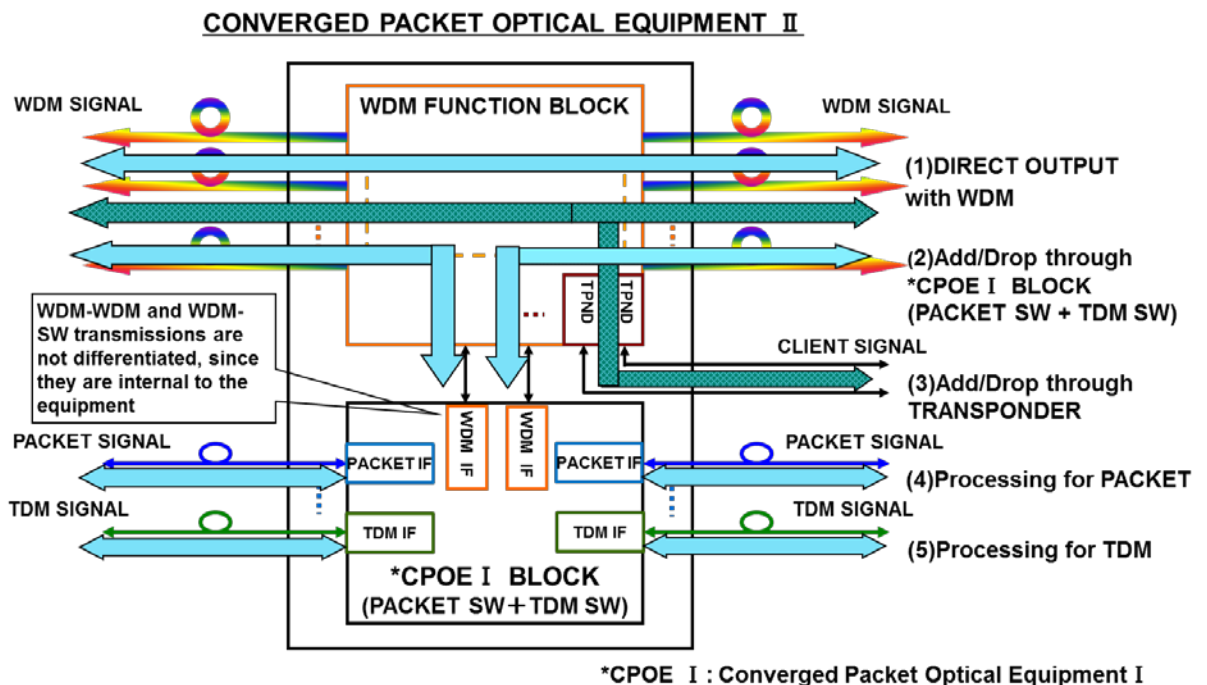 CONVERGED PACKET OPTICAL EQUIPMENT Ⅱ
WDM SIGNAL
WDM FUNCTION BLOCK
WDM SIGNAL
(1)DIRECT OUTPUT
with WDM
(2)Add/Drop through
*CPOE Ⅰ BLOCK
(PACKET SW + TDM SW)
TPND
TPND
WDM-WDM and WDM-
SW transmissions are
not differentiated, since
they are internal to the
equipment
CLIENT SIGNAL
(3)Add/Drop through
TRANSPONDER
WDM IF
WDM IF
PACKET SIGNAL
PACKET IF
PACKET IF
PACKET SIGNAL
(4)Processing for PACKET
TDM SIGNAL
TDM IF
TDM IF
TDM SIGNAL
(5)Processing for TDM
*CPOE Ⅰ BLOCK
(PACKET SW＋TDM SW)
*CPOE Ⅰ : Converged Packet Optical Equipment Ⅰ